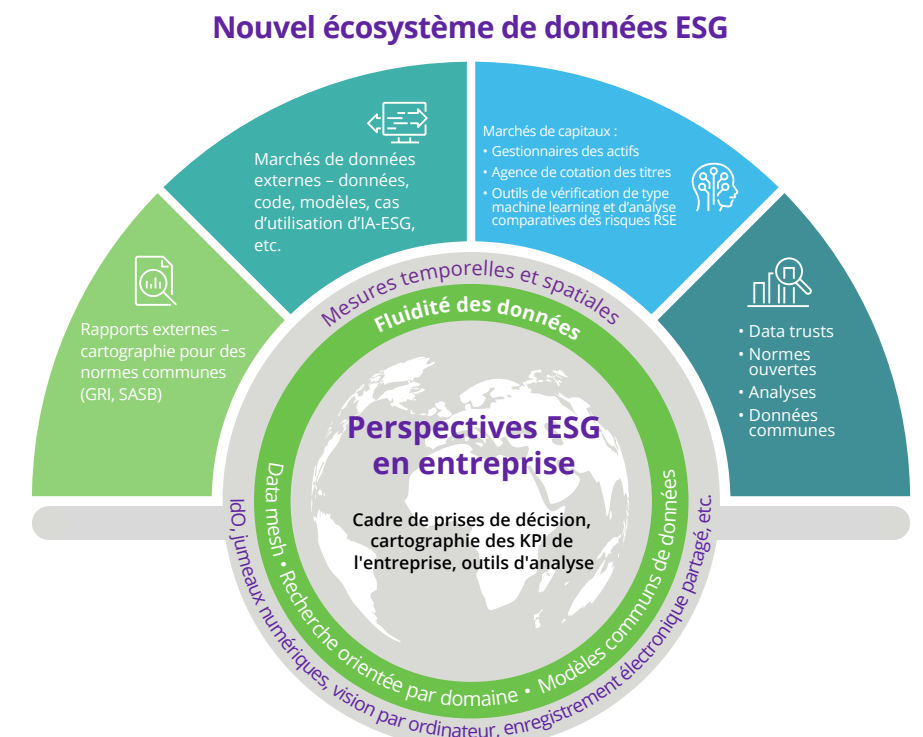 Nouvel écosystème de données ESG
Rapports externes –
cartographie pour des
normes communes
(GRI, SASB)
Marchés de données
externes – données,
code, modèles, cas
d'utilisation d'IA-ESG,
etc.
Marchés de capitaux :
• Gestionnaires des actifs
• Agence de cotation des titres
• Outils de vérification de type
machine learning et d'analyse
comparatives des risques RSE
• Data trusts
• Normes
ouvertes
• Analyses
• Données
communes
Mesures temporelles et spatiales
Fluidité des données
Perspectives ESG
en entreprise
Cadre de prises de décision,
cartographie des KPI de
l'entreprise, outils d'analyse
Data mesh • Recherche orientée par domaine • Modèles communs de données
IdO, jumeaux numériques, vision par ordinateur, enregistrement électronique partagé, etc.